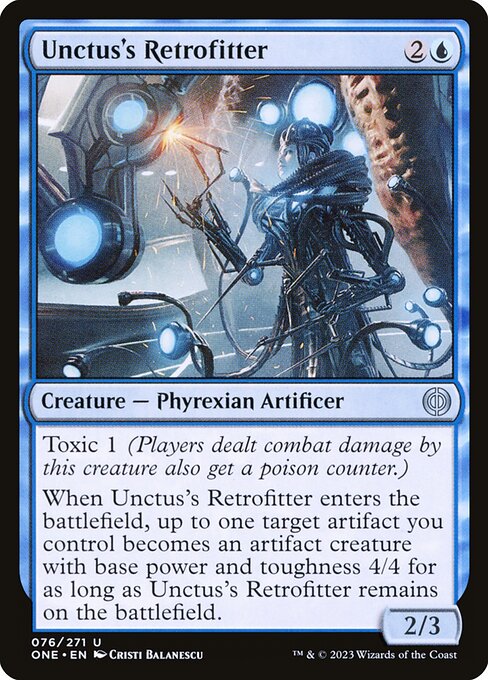 Unctus's Retrofitter 2
Creature — Phyrexian Artificer
Toxic 1 (Players dealt combat damage by
this creature also get a poison counter.)
When Unctus's Retrofitter enters the
battlefield, up to one target artifact you
control becomes an artifact creature
with base power and toughness 4/4 for
as long as Unctus's Retrofitter remains
on the battlefield.
2/3
076/271 U
ONE • EN Cristi Balanescu
™ & © 2023 Wizards of the Coast